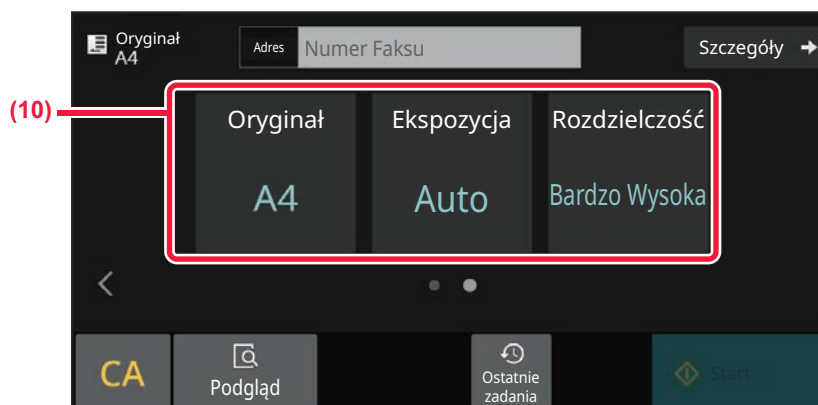 Oryginał
A4
Adres Numer Faksu
Szczegóły
(10)
Oryginał Ekspozycja Rozdzielczość
A4 Auto Bardzo Wysoka
CA
Podgląd
Ostatnie
zadania
Start